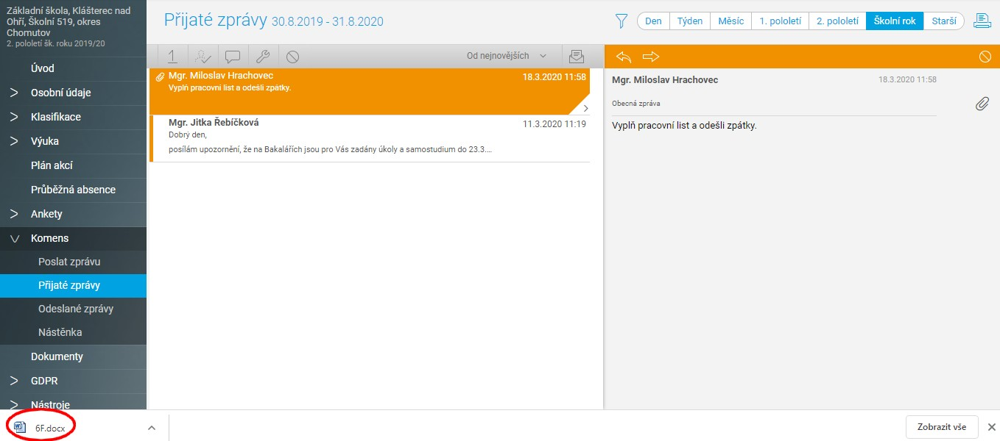 Základní škola, Klášterec nad
Ohří, Školní 519, okres
Chomutov
2. pololetí šk. roku 2019/20
Úvod
Osobní údaje
Klasifikace
Výuka
Plán akcí
Průběžná absence
Ankety
Komens
Poslat zprávu
Přijaté zprávy
Odeslané zprávy
Nástěnka
Dokumenty
GDPR
Nástroje
Přijaté zprávy 30.8.2019 - 31.8.2020
Den Týden Měsíc 1. pololetí 2. pololetí Školní rok Starší
1 Od nejnovějších
Mgr. Miloslav Hrachovec 18.3.2020 11:58
Vyplň pracovní list a odešli zpátky.
Mgr. Jitka Řebíčková 11.3.2020 11:19
Dobrý den,
posílám upozornění, že na Bakalářích jsou pro Vás zadány úkoly a samostudium do 23.3....
Mgr. Miloslav Hrachovec 18.3.2020 11:58
Obecná zpráva
Vyplň pracovní list a odešli zpátky.
6F.docx
Zobrazit vše